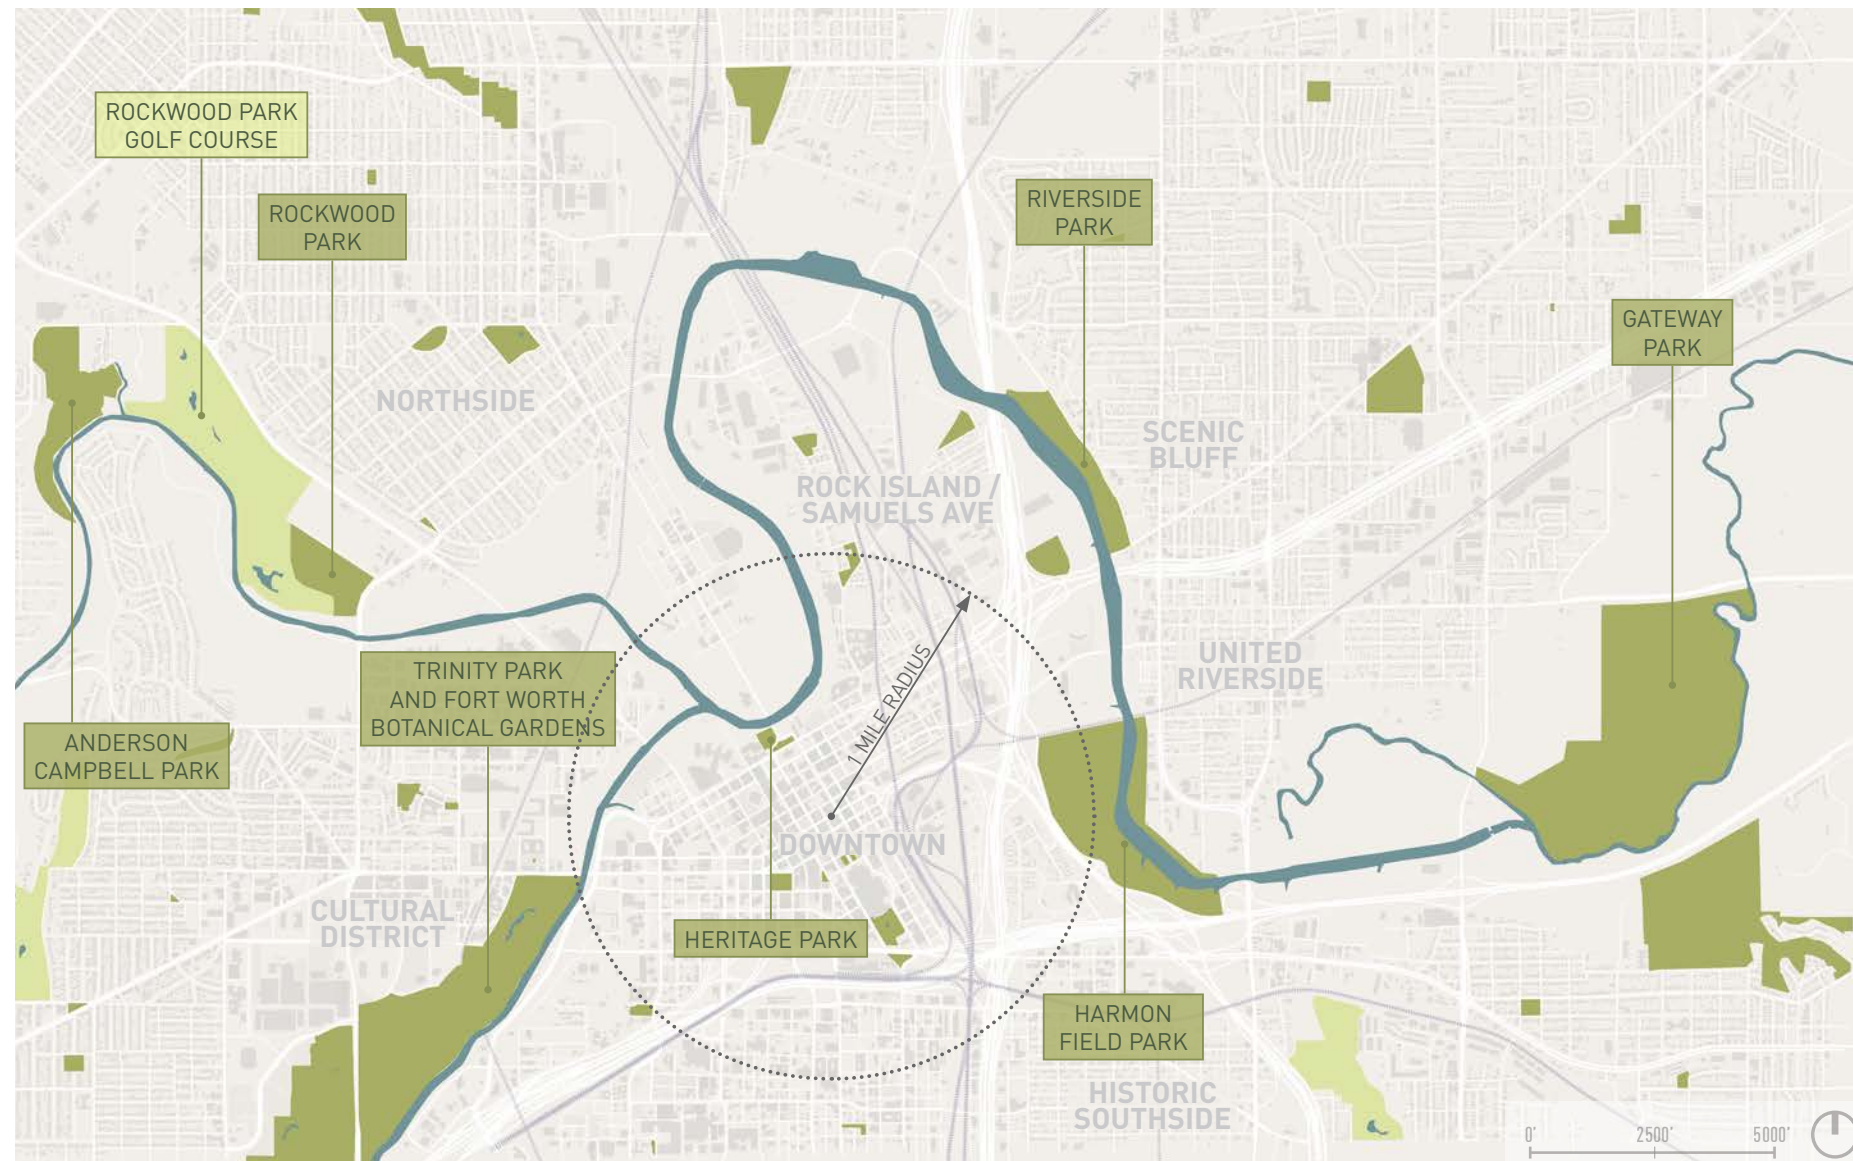 ROCKWOOD PARK
GOLF COURSE
ROCKWOOD
PARK
RIVERSIDE
PARK
GATEWAY
PARK
NORTHSIDE
SCENIC
BLUFF
ROCK ISLAND /
SAMUELS AVE
UNITED
RIVERSIDE
TRINITY PARK
AND FORT WORTH
BOTANICAL GARDENS
1 MILE RADIUS
ANDERSON
CAMPBELL PARK
DOWNTOWN
CULTURAL
DISTRICT
HERITAGE PARK
HARMON
FIELD PARK
HISTORIC
SOUTHSIDE
0' 2500' 5000'